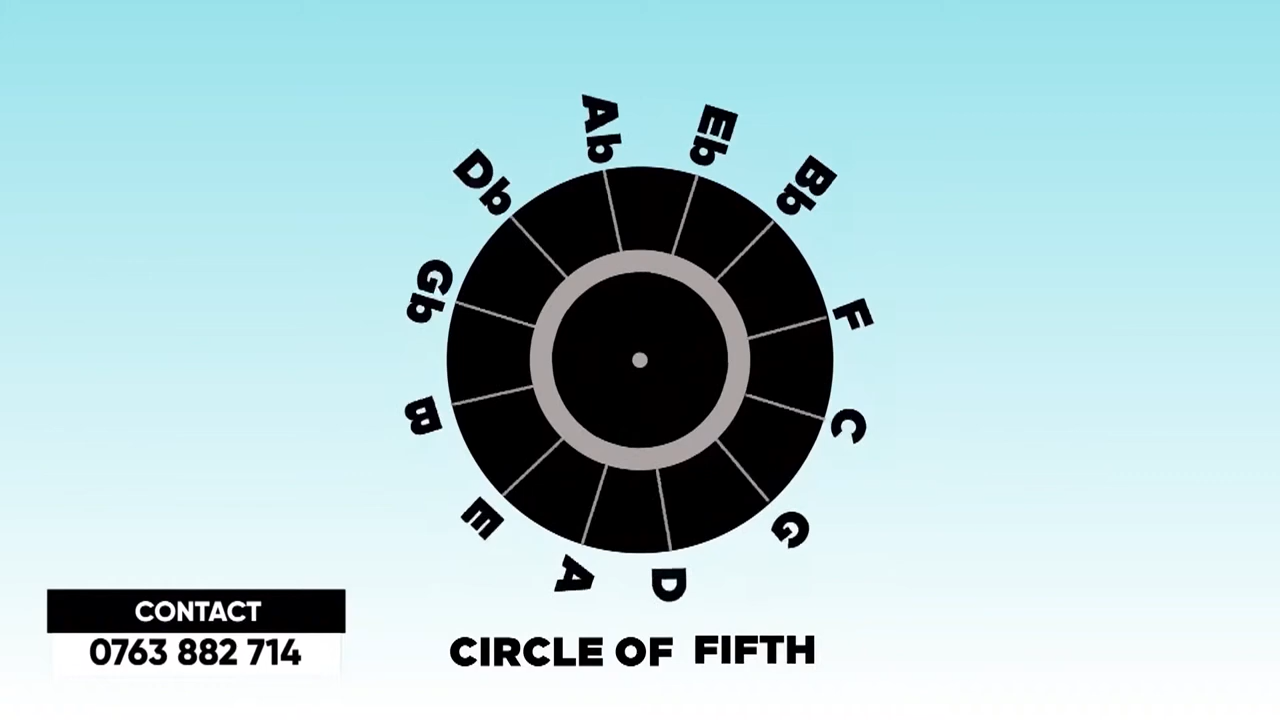 Ab
Eb
Bb
F
C
G
D
A
E
B
Gb
Db
CIRCLE OF FIFTH
CONTACT
0763 882 714